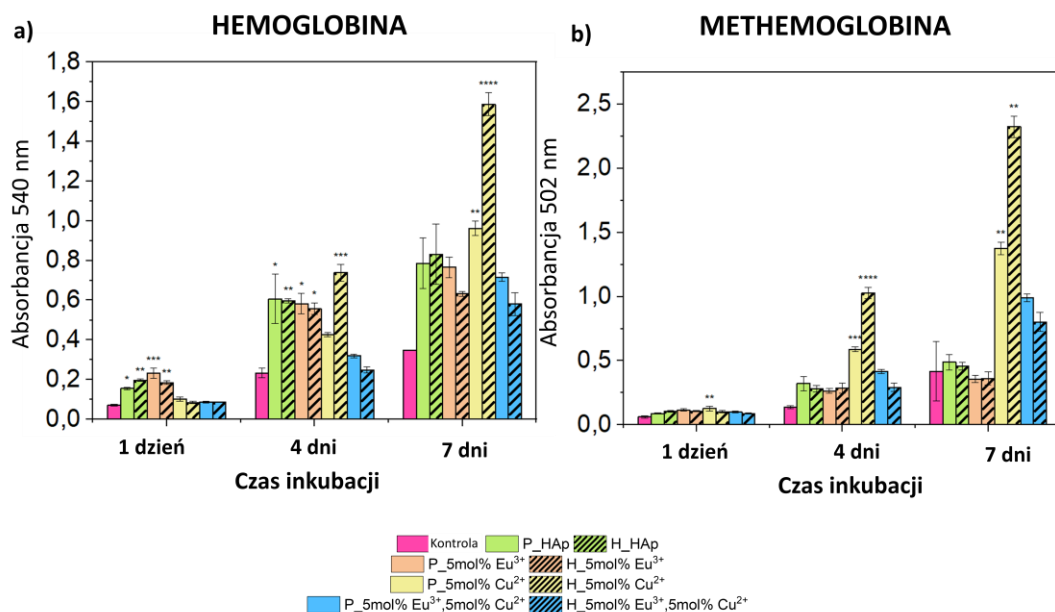 a)
HEMOGLOBINA
Absorbancja 540 nm
1,8
1,6
1,4
1,2
1,0
0,8
0,6
0,4
0,2
0,0
* ** *** **
* ** * * ***
** ****
1 dzień 4 dni 7 dni
Czas inkubacji
b)
METHEMOGLOBINA
Absorbancja 502 nm
2,5
2,0
1,5
1,0
0,5
0,0
**
*** ****
** **
1 dzień 4 dni 7 dni
Czas inkubacji
Kontrola P_HAp H_HAp
P_5mol% Eu³⁺ H_5mol% Eu³⁺
P_5mol% Cu²⁺ H_5mol% Cu²⁺
P_5mol% Eu³⁺,5mol% Cu²⁺ H_5mol% Eu³⁺,5mol% Cu²⁺